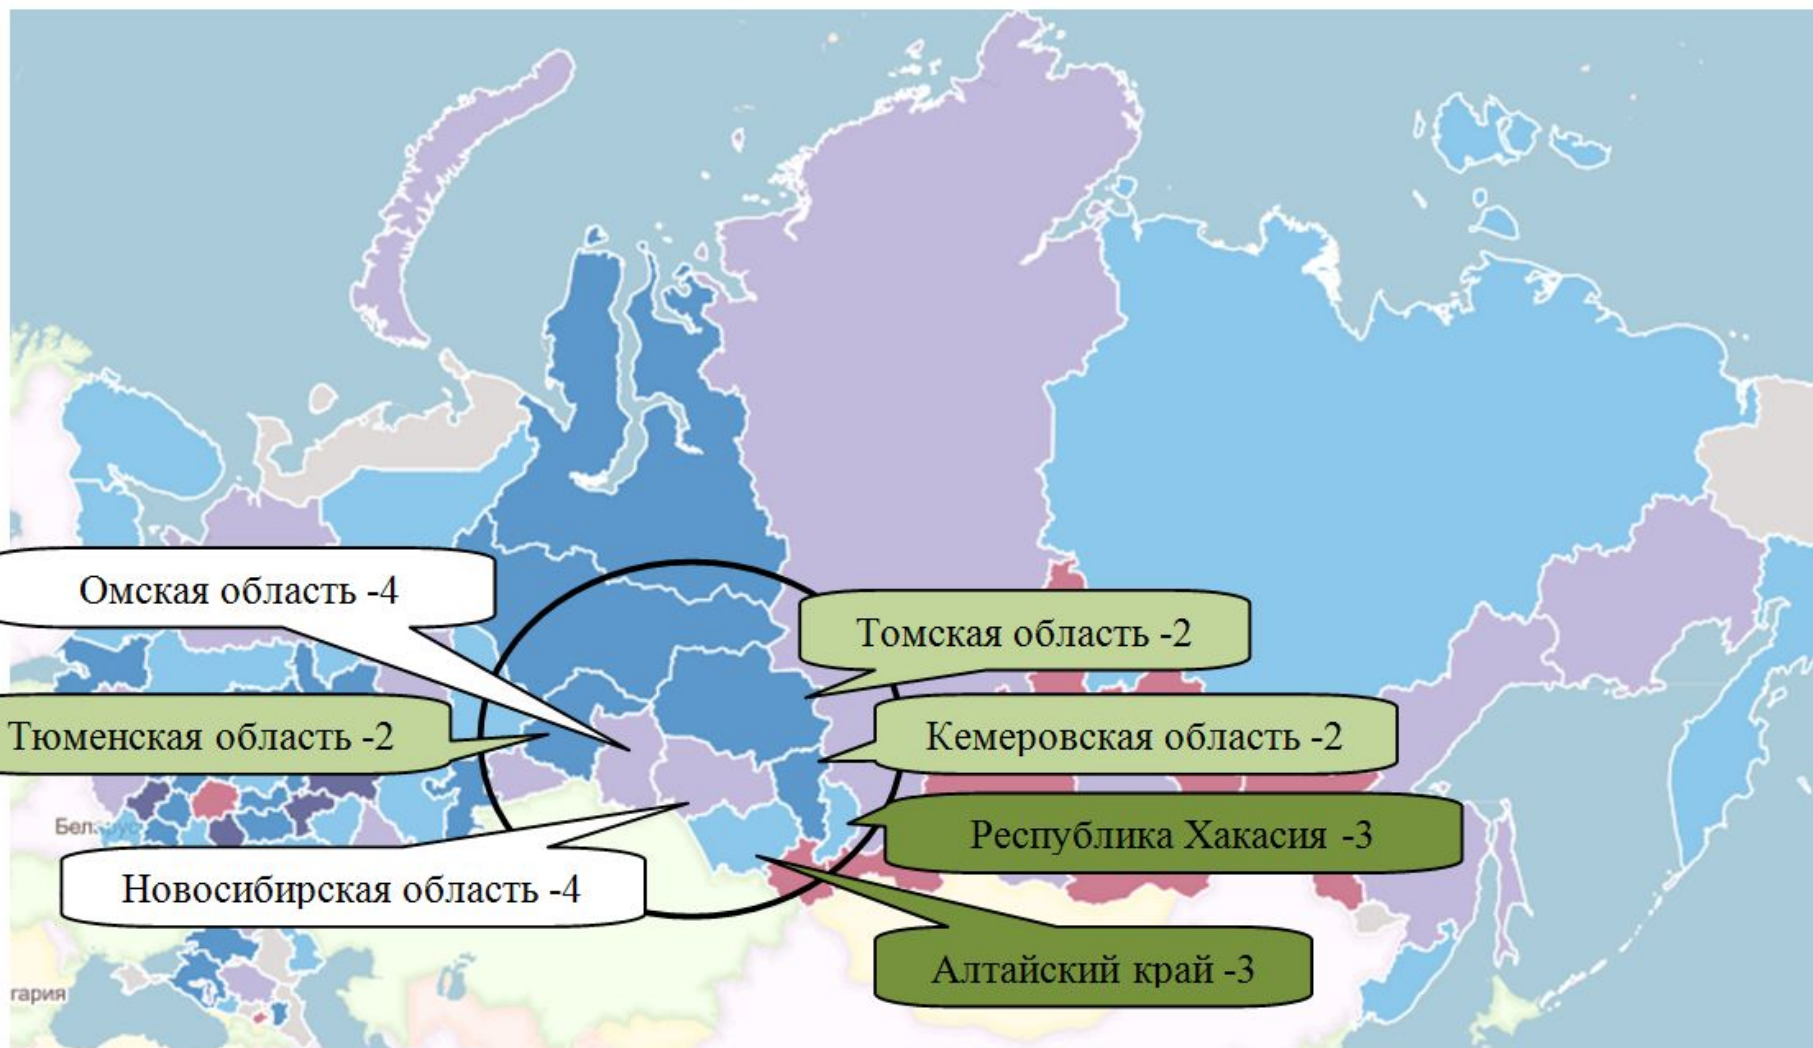 Омская область -4
Томская область -2
Тюменская область -2
Кемеровская область -2
Республика Хакасия -3
Новосибирская область -4
Алтайский край -3
гария